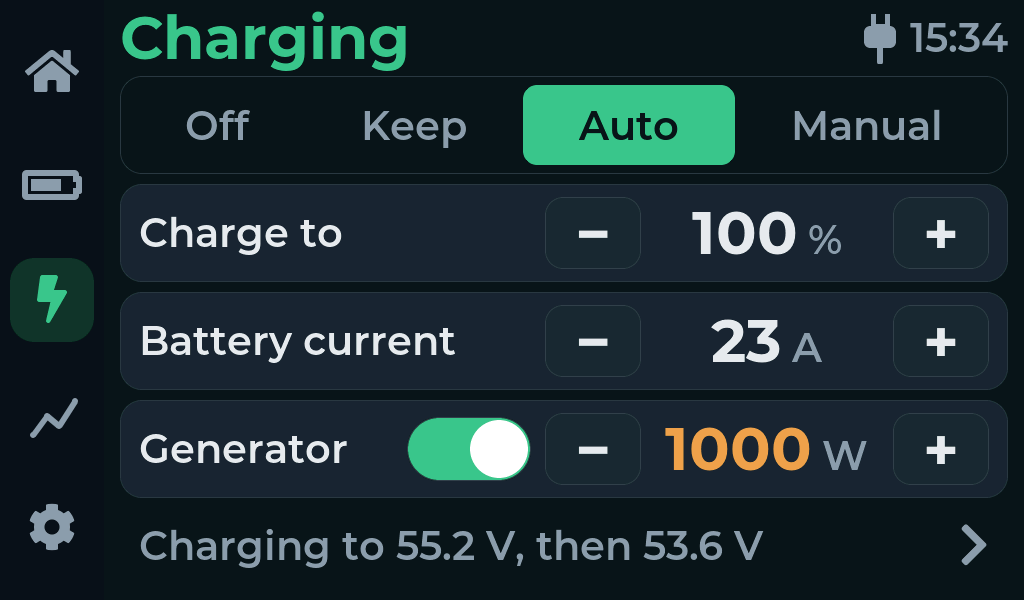 Charging
15:34
Off Keep Auto Manual
Charge to − 100 % +
Battery current − 23 A +
Generator − 1000 W +
Charging to 55.2 V, then 53.6 V